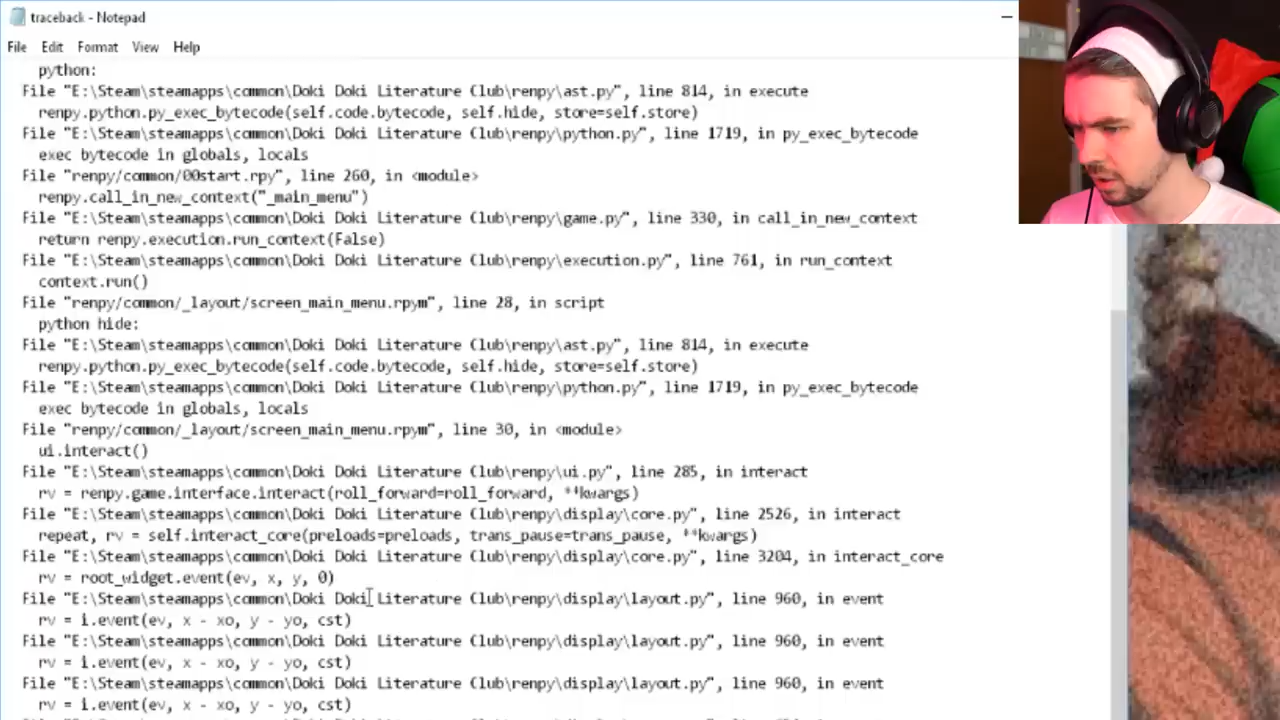 traceback - Notepad
File Edit Format View Help
python:
File "E:\Steam\steamapps\common\Doki Doki Literature Club\renpy\ast.py", line 814, in execute
renpy.python.py_exec_bytecode(self.code.bytecode, self.hide, store=self.store)
File "E:\Steam\steamapps\common\Doki Doki Literature Club\renpy\python.py", line 1719, in py_exec_bytecode
exec bytecode in globals, locals
File "renpy/common/00start.rpy", line 260, in <module>
renpy.call_in_new_context("_main_menu")
File "E:\Steam\steamapps\common\Doki Doki Literature Club\renpy\game.py", line 330, in call_in_new_context
return renpy.execution.run_context(False)
File "E:\Steam\steamapps\common\Doki Doki Literature Club\renpy\execution.py", line 761, in run_context
context.run()
File "renpy/common/_layout/screen_main_menu.rpym", line 28, in script
python hide:
File "E:\Steam\steamapps\common\Doki Doki Literature Club\renpy\ast.py", line 814, in execute
renpy.python.py_exec_bytecode(self.code.bytecode, self.hide, store=self.store)
File "E:\Steam\steamapps\common\Doki Doki Literature Club\renpy\python.py", line 1719, in py_exec_bytecode
exec bytecode in globals, locals
File "renpy/common/_layout/screen_main_menu.rpym", line 30, in <module>
ui.interact()
File "E:\Steam\steamapps\common\Doki Doki Literature Club\renpy\ui.py", line 285, in interact
rv = renpy.game.interface.interact(roll_forward=roll_forward, **kwargs)
File "E:\Steam\steamapps\common\Doki Doki Literature Club\renpy\display\core.py", line 2526, in interact
repeat, rv = self.interact_core(preloads=preloads, trans_pause=trans_pause, **kwargs)
File "E:\Steam\steamapps\common\Doki Doki Literature Club\renpy\display\core.py", line 3204, in interact_core
rv = root_widget.event(ev, x, y, 0)
File "E:\Steam\steamapps\common\Doki Doki Literature Club\renpy\display\layout.py", line 960, in event
rv = i.event(ev, x - xo, y - yo, cst)
File "E:\Steam\steamapps\common\Doki Doki Literature Club\renpy\display\layout.py", line 960, in event
rv = i.event(ev, x - xo, y - yo, cst)
File "E:\Steam\steamapps\common\Doki Doki Literature Club\renpy\display\layout.py", line 960, in event
rv = i.event(ev, x - xo, y - yo, cst)